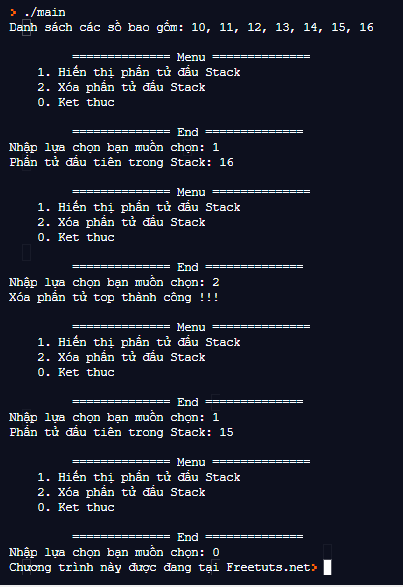 > ./main
Danh sách các số bao gồm: 10, 11, 12, 13, 14, 15, 16
============== Menu ==============
1. Hiển thị phần tử đầu Stack
2. Xóa phần tử đầu Stack
0. Ket thuc
============== End ==============
Nhập lựa chọn bạn muốn chọn: 1
Phần tử đầu tiên trong Stack: 16
============== Menu ==============
1. Hiển thị phần tử đầu Stack
2. Xóa phần tử đầu Stack
0. Ket thuc
============== End ==============
Nhập lựa chọn bạn muốn chọn: 2
Xóa phần tử top thành công !!!
============== Menu ==============
1. Hiển thị phần tử đầu Stack
2. Xóa phần tử đầu Stack
0. Ket thuc
============== End ==============
Nhập lựa chọn bạn muốn chọn: 1
Phần tử đầu tiên trong Stack: 15
============== Menu ==============
1. Hiển thị phần tử đầu Stack
2. Xóa phần tử đầu Stack
0. Ket thuc
============== End ==============
Nhập lựa chọn bạn muốn chọn: 0
Chương trình này được đang tại Freetuts.net>